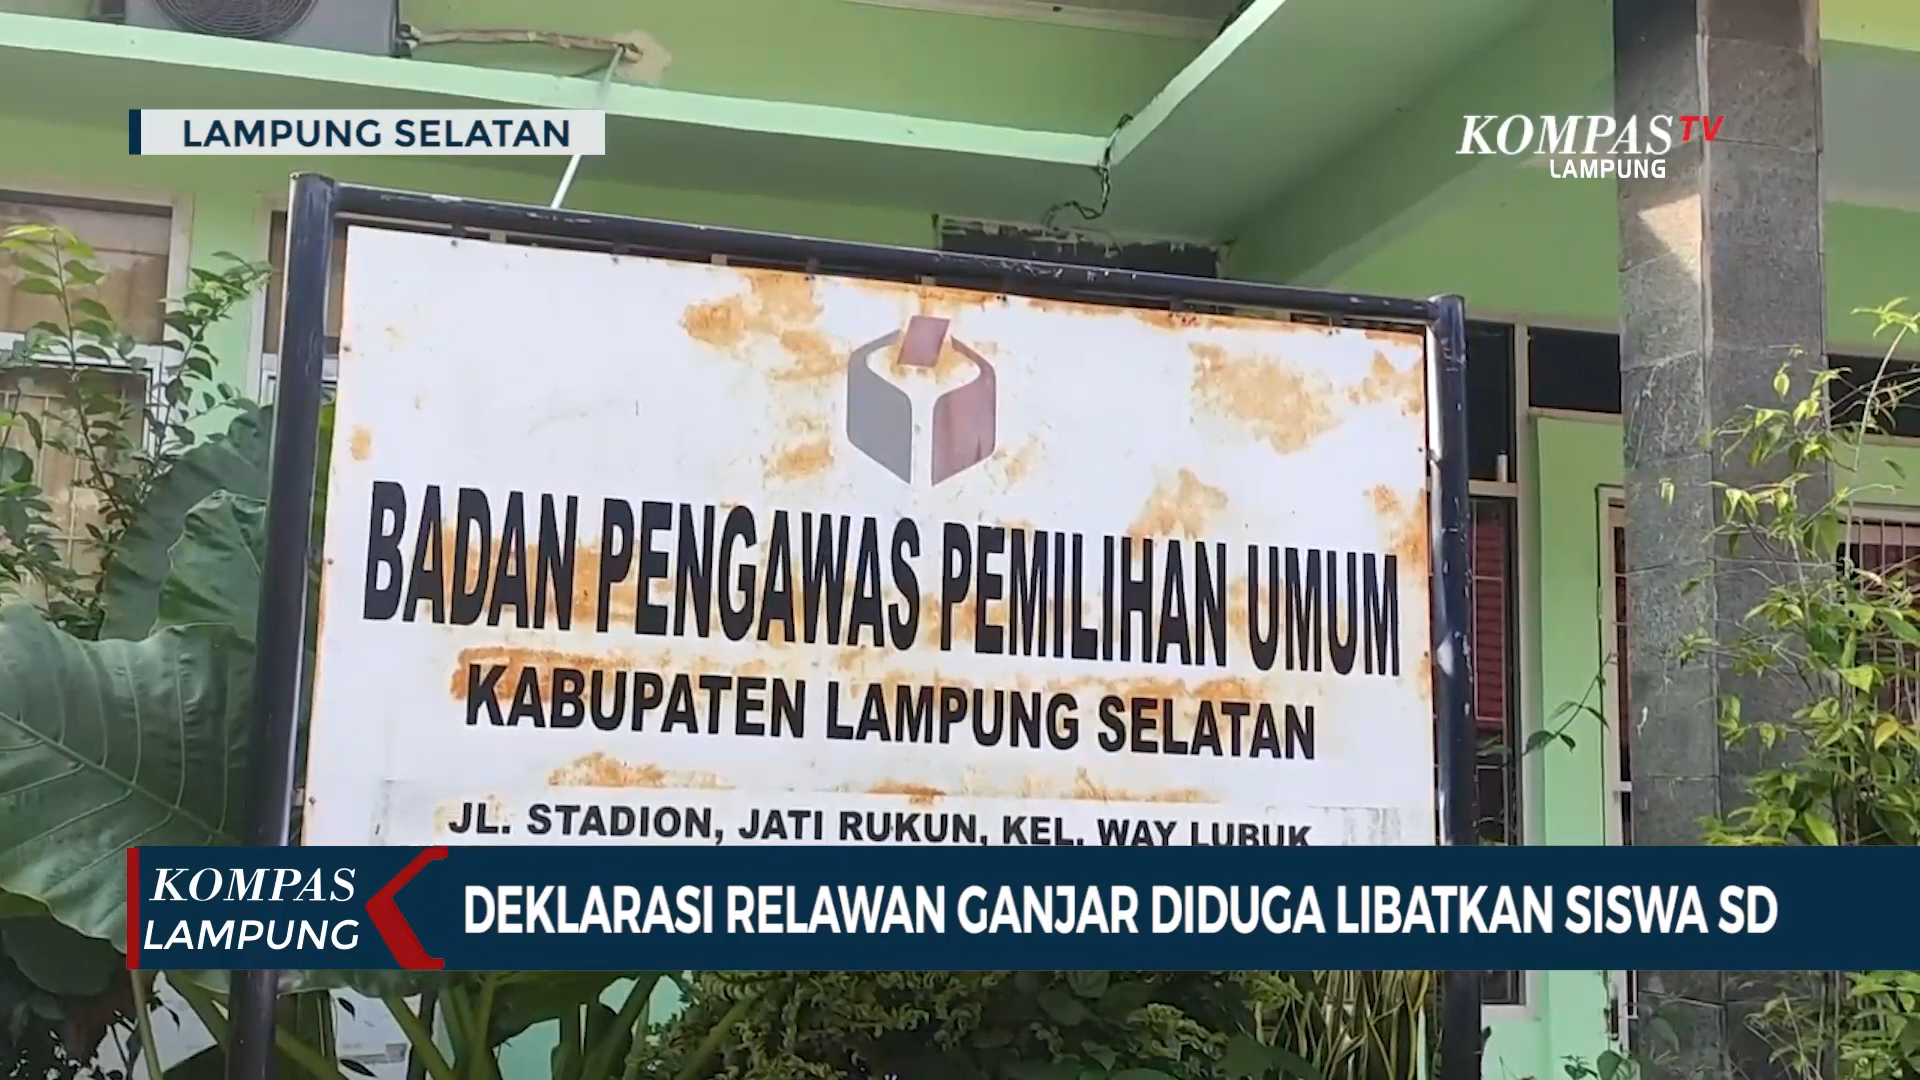 LAMPUNG SELATAN
KOMPAS TV
LAMPUNG
BADAN PENGAWAS PEMILIHAN UMUM
KABUPATEN LAMPUNG SELATAN
JL. STADION, JATI RUKUN, KEL. WAY LUBUK
KOMPAS
LAMPUNG
DEKLARASI RELAWAN GANJAR DIDUGA LIBATKAN SISWA SD